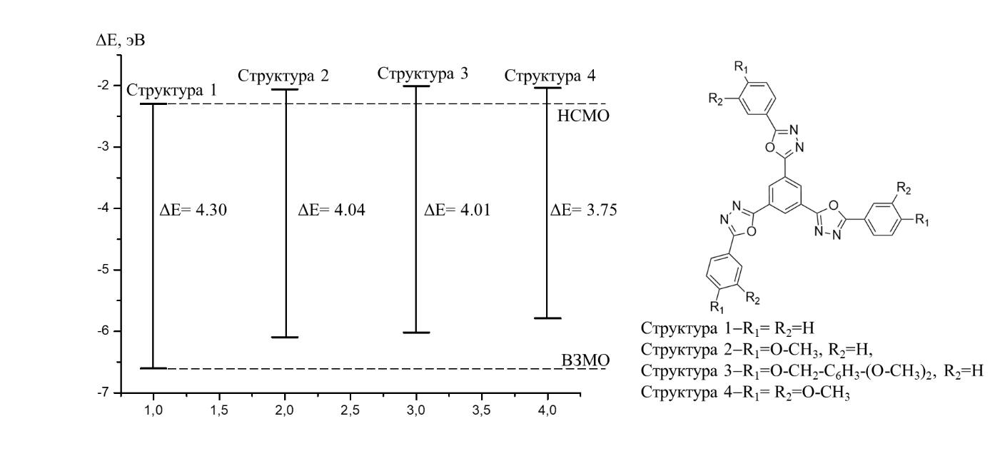 ΔE, эВ
Структура 1
Структура 2
Структура 3
Структура 4
-2
-3
-4
-5
-6
-7
НСМО
ВЗМО
ΔE= 4.30
ΔE= 4.04
ΔE= 4.01
ΔE= 3.75
1,0
1,5
2,0
2,5
3,0
3,5
4,0
R₁
R₂
N
O
N
R₂
N
O
R₁
N
O
N
N
R₂
R₁
Структура 1–R₁= R₂=H
Структура 2–R₁=O-CH₃, R₂=H,
Структура 3–R₁=O-CH₂-C₆H₃-(O-CH₃)₂, R₂=H
Структура 4–R₁= R₂=O-CH₃